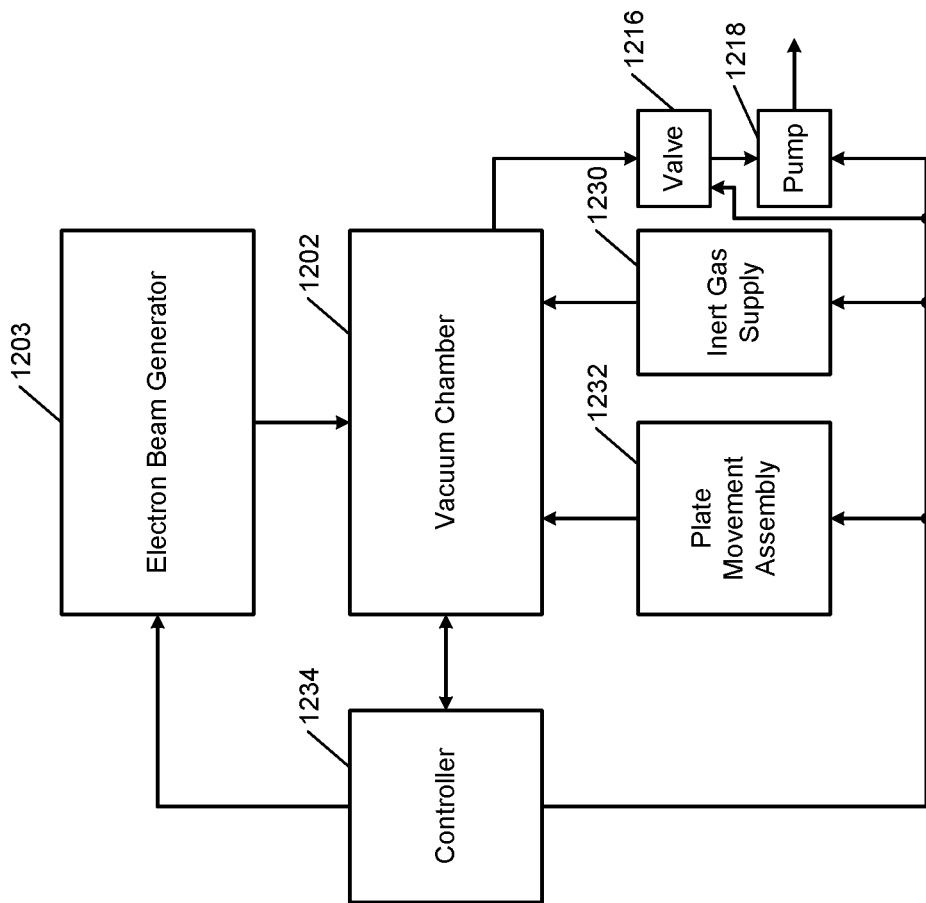 1203
Electron Beam Generator
1234
Controller
1202
Vacuum Chamber
1232
Plate
Movement
Assembly
1230
Inert Gas
Supply
1216
Valve
1218
Pump